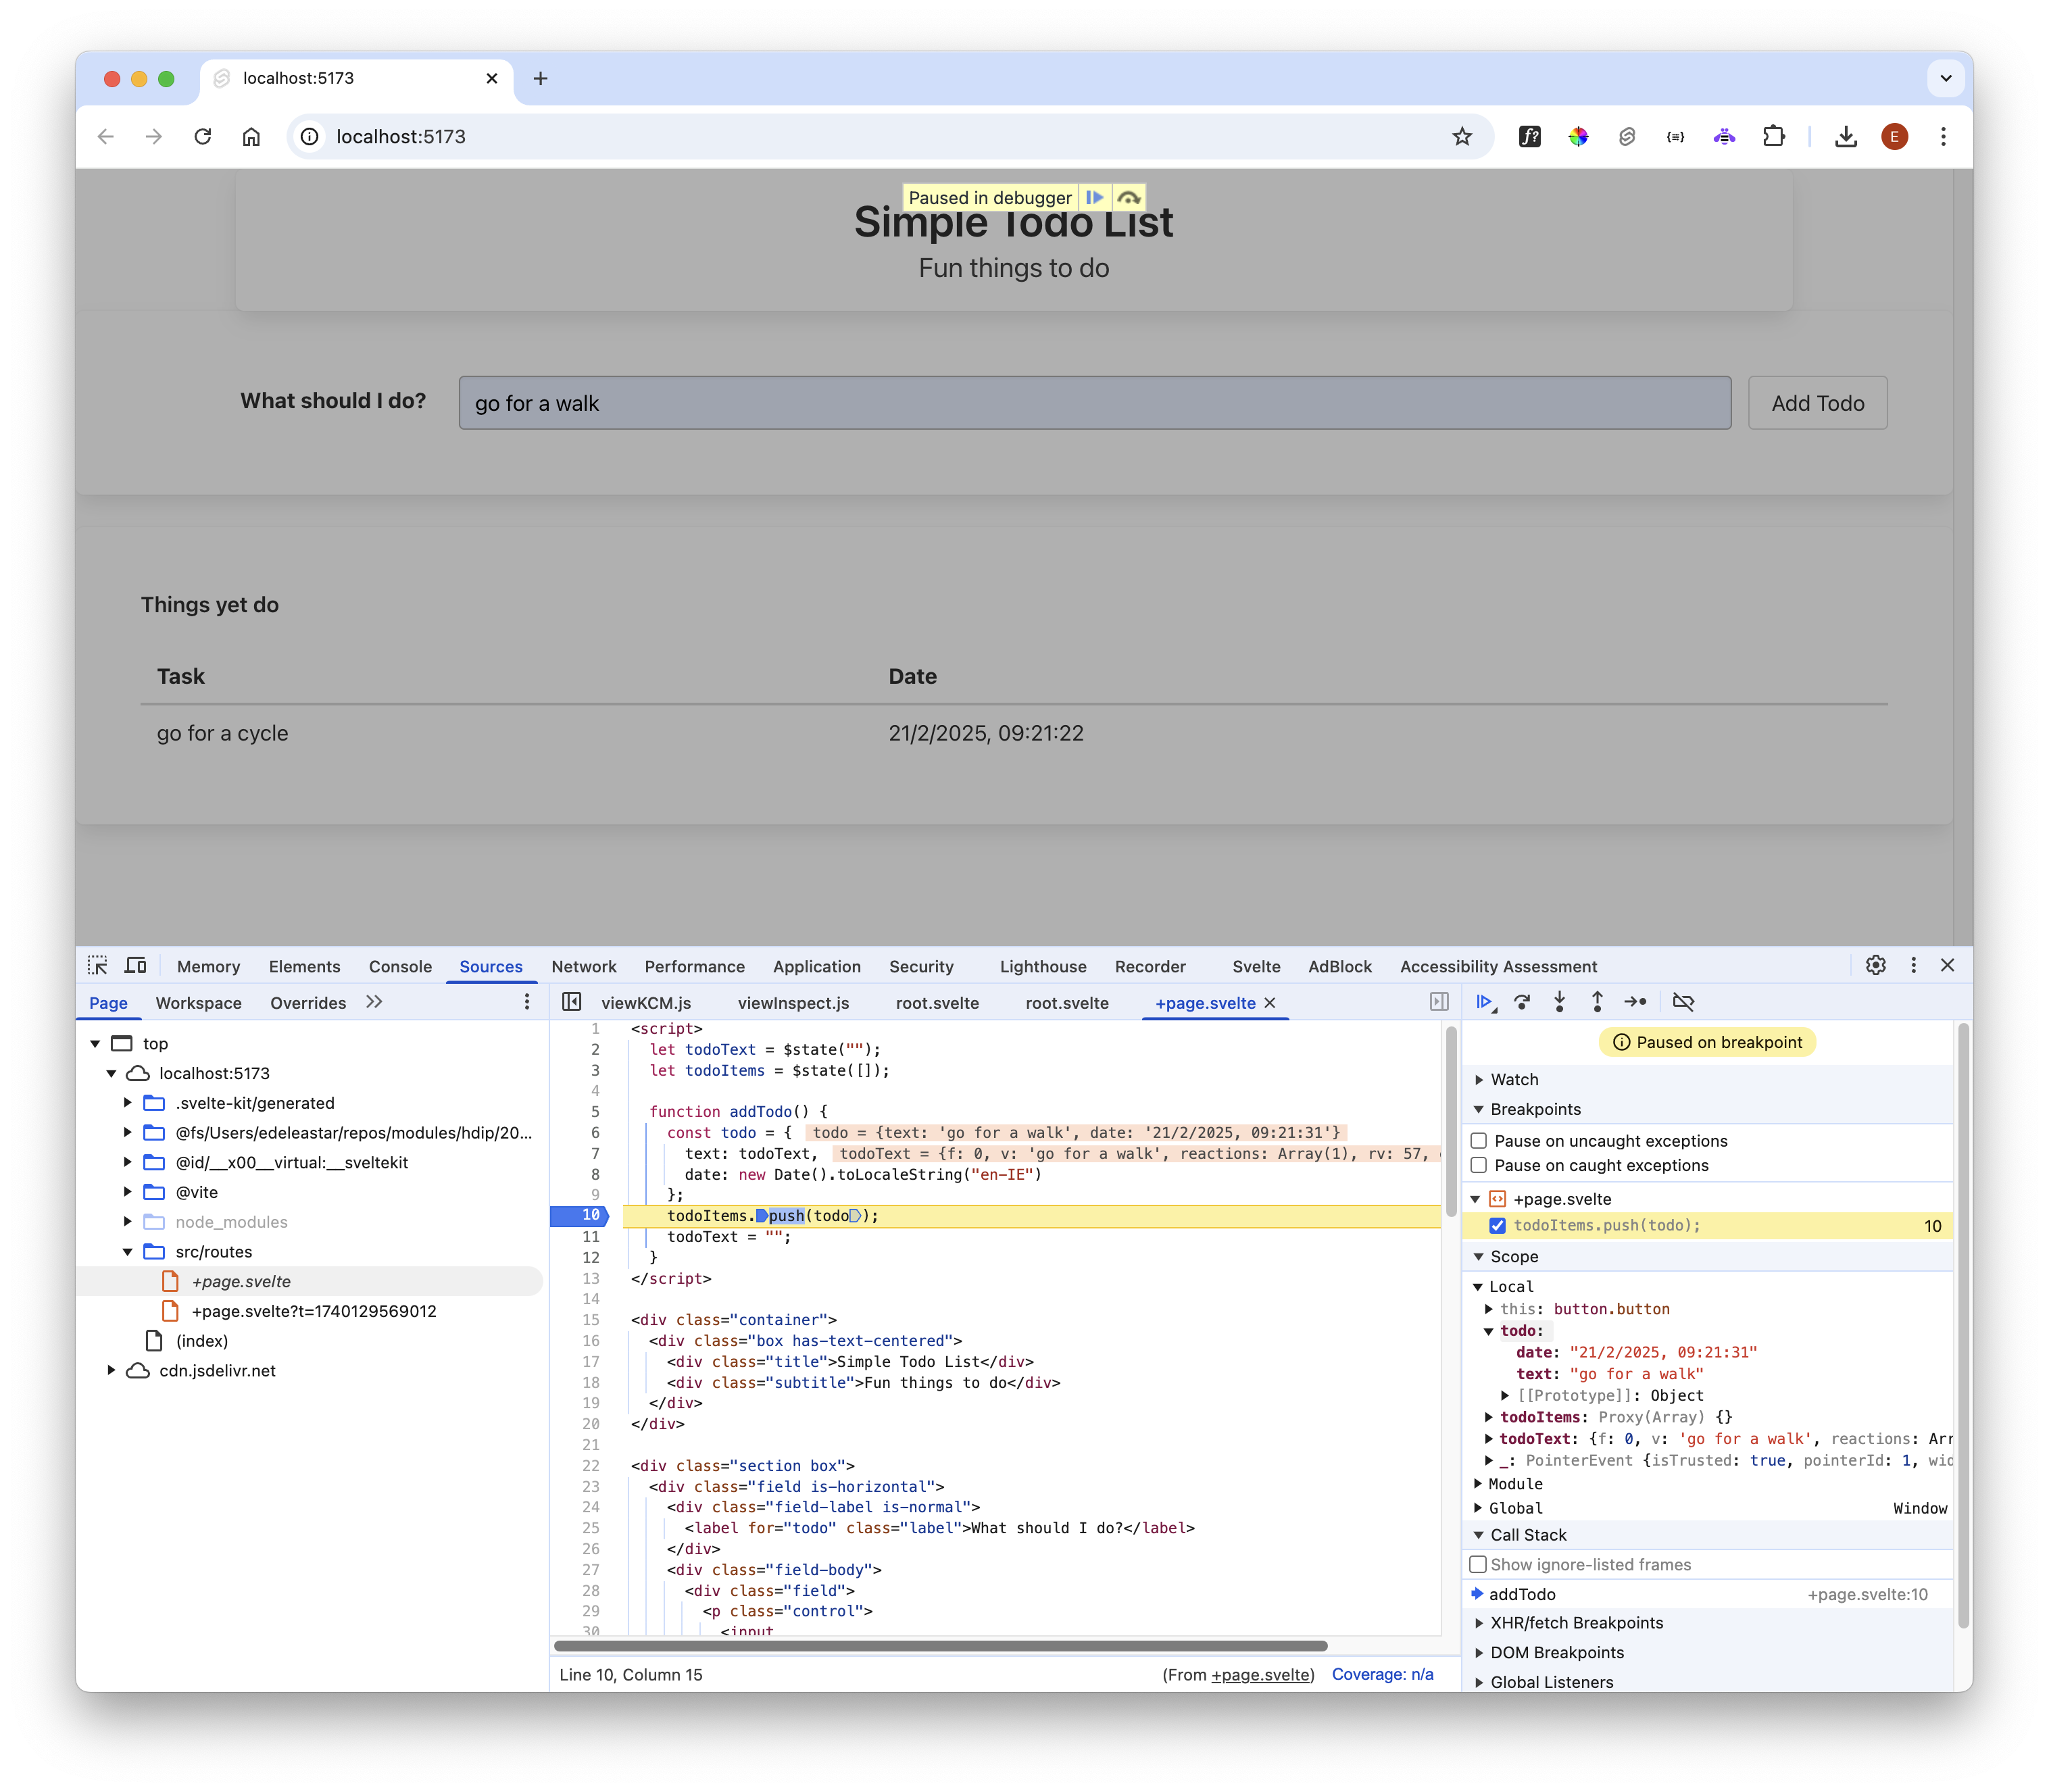 localhost:5173
localhost:5173
E
Paused in debugger
Simple Todo List
Fun things to do
What should I do?
go for a walk
Add Todo
Things yet do
Task Date
go for a cycle 21/2/2025, 09:21:22
Memory Elements Console Sources Network Performance Application Security Lighthouse Recorder Svelte AdBlock Accessibility Assessment
Page Workspace Overrides
top
localhost:5173
.svelte-kit/generated
@fs/Users/edeleastar/repos/modules/hdip/20...
@id/__x00__virtual:__sveltekit
@vite
node_modules
src/routes
+page.svelte
+page.svelte?t=1740129569012
(index)
cdn.jsdelivr.net
viewKCM.js viewInspect.js root.svelte root.svelte +page.svelte
1 <script>
2 let todoText = $state("");
3 let todoItems = $state([]);
4
5 function addTodo() {
6 const todo = { todo = {text: 'go for a walk', date: '21/2/2025, 09:21:31'}
7 text: todoText, todoText = {f: 0, v: 'go for a walk', reactions: Array(1), rv: 57,
8 date: new Date().toLocaleString("en-IE")
9 };
10 todoItems.push(todo);
11 todoText = "";
12 }
13 </script>
14
15 <div class="container">
16 <div class="box has-text-centered">
17 <div class="title">Simple Todo List</div>
18 <div class="subtitle">Fun things to do</div>
19 </div>
20 </div>
21
22 <div class="section box">
23 <div class="field is-horizontal">
24 <div class="field-label is-normal">
25 <label for="todo" class="label">What should I do?</label>
26 </div>
27 <div class="field-body">
28 <div class="field">
29 <p class="control">
30 <input
Line 10, Column 15
(From +page.svelte) Coverage: n/a
Paused on breakpoint
Watch
Breakpoints
Pause on uncaught exceptions
Pause on caught exceptions
+page.svelte
todoItems.push(todo); 10
Scope
Local
this: button.button
todo:
date: "21/2/2025, 09:21:31"
text: "go for a walk"
[[Prototype]]: Object
todoItems: Proxy(Array) {}
todoText: {f: 0, v: 'go for a walk', reactions: Arr
_: PointerEvent {isTrusted: true, pointerId: 1, wid
Module
Global Window
Call Stack
Show ignore-listed frames
addTodo +page.svelte:10
XHR/fetch Breakpoints
DOM Breakpoints
Global Listeners